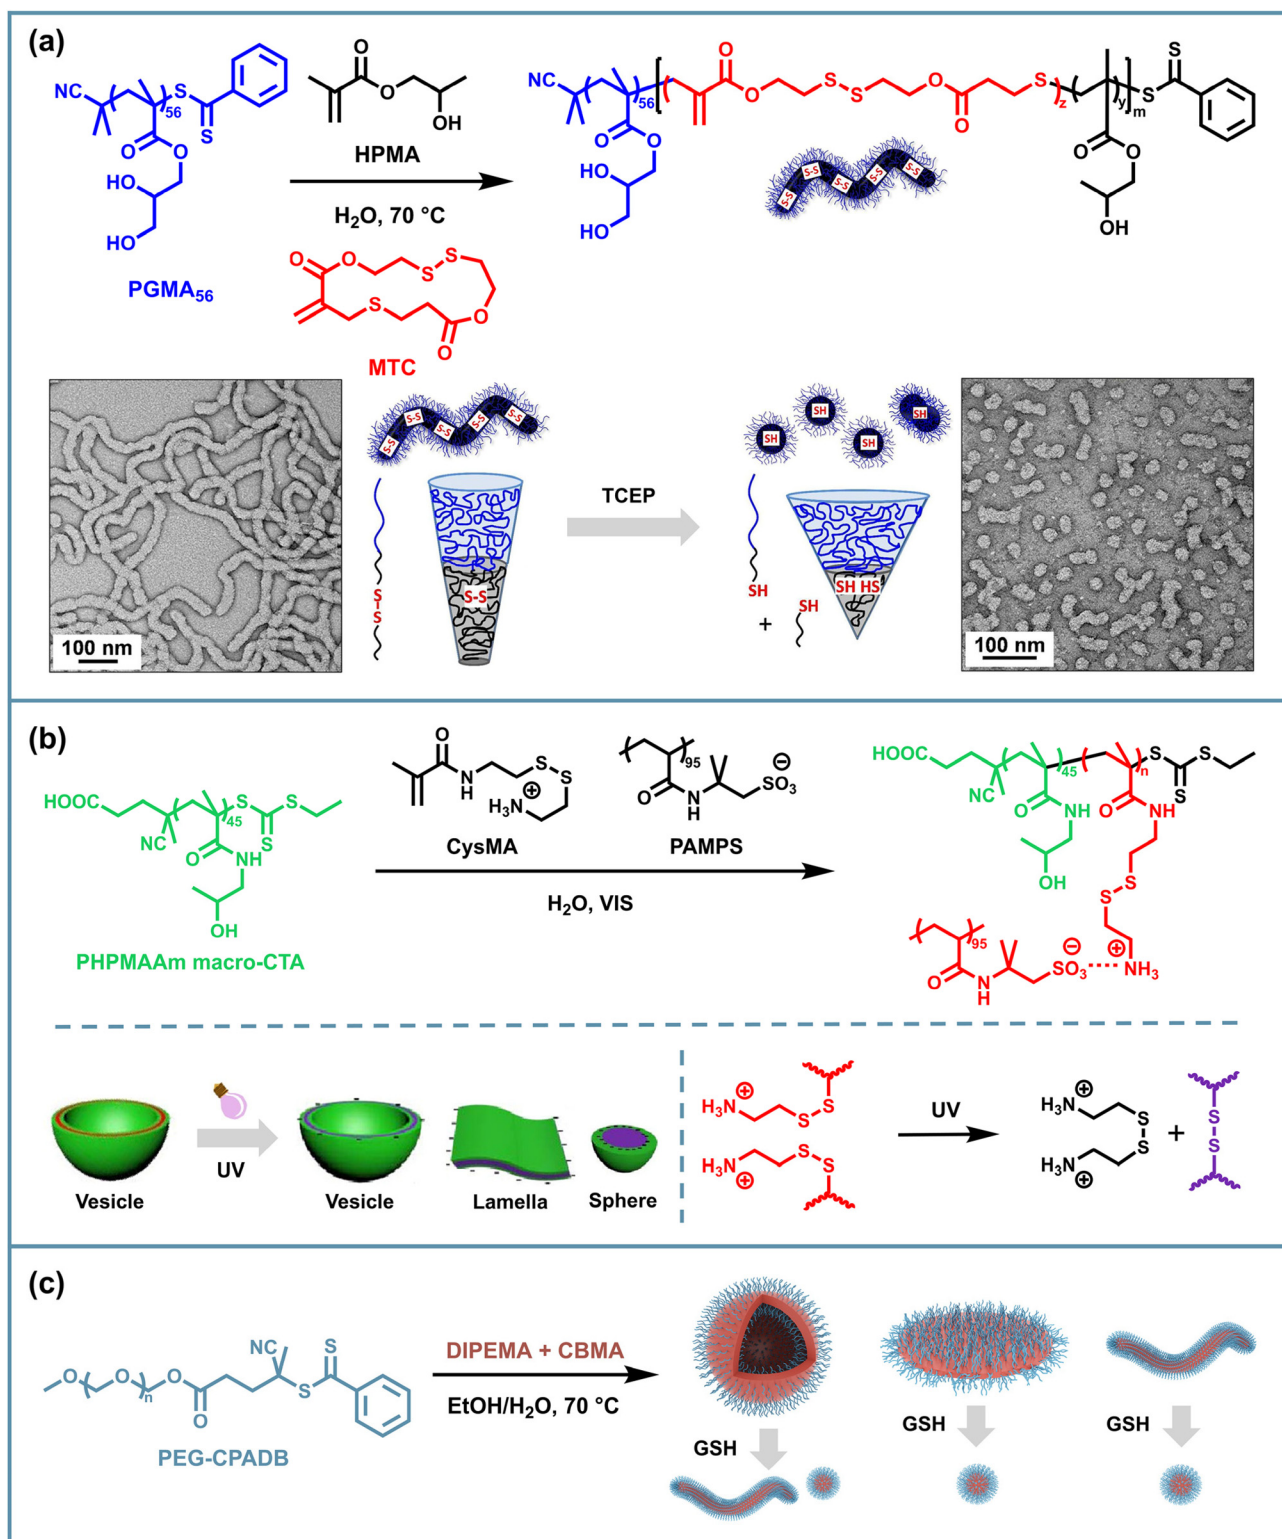 (a)
NC
56
S
S
O
O
HO
HO
PGMA56
O
O
OH
HPMA
H2O, 70 °C
O
O
S
S
S
O
O
MTC
NC
56
O
O
HO
HO
O
O
S
S
O
O
S
z
y
m
S
S
O
O
OH
S-S
S-S
S-S
S-S
S-S
100 nm
S-S
S-S
S-S
S-S
S-S
S-S
S-S
TCEP
SH
SH
SH
SH
SH
+
SH
SH HS
100 nm
(b)
HOOC
NC
45
S
S
S
O
NH
OH
PHPMAAm macro-CTA
O
N
H
S
S
H3N
CysMA
95
O
N
H
SO3
PAMPS
H2O, VIS
HOOC
NC
45
n
S
S
S
O
NH
OH
O
NH
S
S
95
O
N
H
SO3
NH3
Vesicle
UV
Vesicle
Lamella
Sphere
H3N
S
S
H3N
S
S
UV
H3N
S
S
H3N
+
S
S
(c)
O
O
n
O
O
NC
S
S
PEG-CPADB
DIPEMA + CBMA
EtOH/H2O, 70 °C
GSH
GSH
GSH